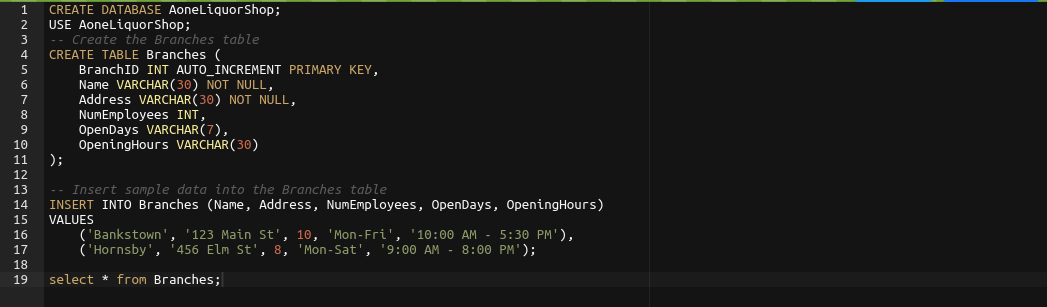 1 CREATE DATABASE AoneLiquorShop;
2 USE AoneLiquorShop;
3 -- Create the Branches table
4 CREATE TABLE Branches (
5     BranchID INT AUTO_INCREMENT PRIMARY KEY,
6     Name VARCHAR(30) NOT NULL,
7     Address VARCHAR(30) NOT NULL,
8     NumEmployees INT,
9     OpenDays VARCHAR(7),
10     OpeningHours VARCHAR(30)
11 );
12
13 -- Insert sample data into the Branches table
14 INSERT INTO Branches (Name, Address, NumEmployees, OpenDays, OpeningHours)
15 VALUES
16     ('Bankstown', '123 Main St', 10, 'Mon-Fri', '10:00 AM - 5:30 PM'),
17     ('Hornsby', '456 Elm St', 8, 'Mon-Sat', '9:00 AM - 8:00 PM');
18
19 select * from Branches;